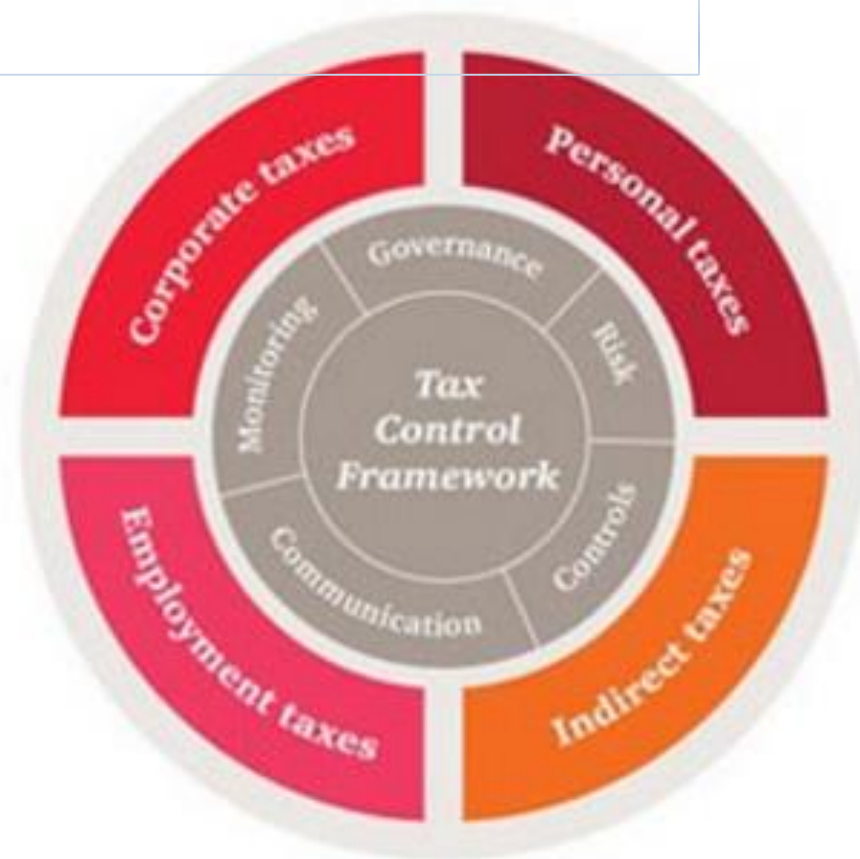 Corporate taxes
Personal taxes
Governance
Monitoring
Risk
Tax
Control
Framework
Communication
Controls
Employment taxes
Indirect taxes